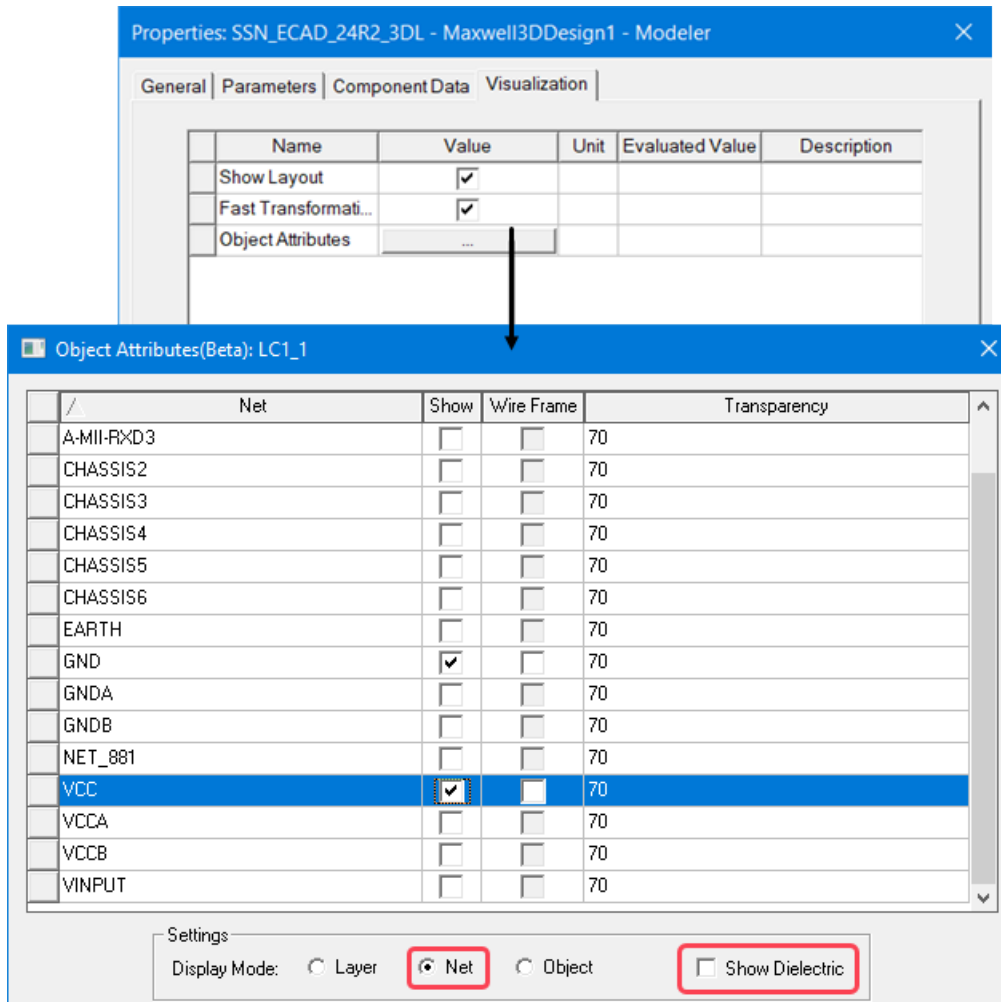 Properties: SSN_ECAD_24R2_3DL - Maxwell3DDesign1 - Modeler
General Parameters Component Data Visualization
Name Value Unit Evaluated Value Description
Show Layout
Fast Transformati...
Object Attributes ...
Object Attributes(Beta): LC1_1
Net Show Wire Frame Transparency
A-MII-RXD3 70
CHASSIS2 70
CHASSIS3 70
CHASSIS4 70
CHASSIS5 70
CHASSIS6 70
EARTH 70
GND 70
GNDA 70
GNDB 70
NET_881 70
VCC 70
VCCA 70
VCCB 70
VINPUT 70
Settings
Display Mode: Layer Net Object Show Dielectric